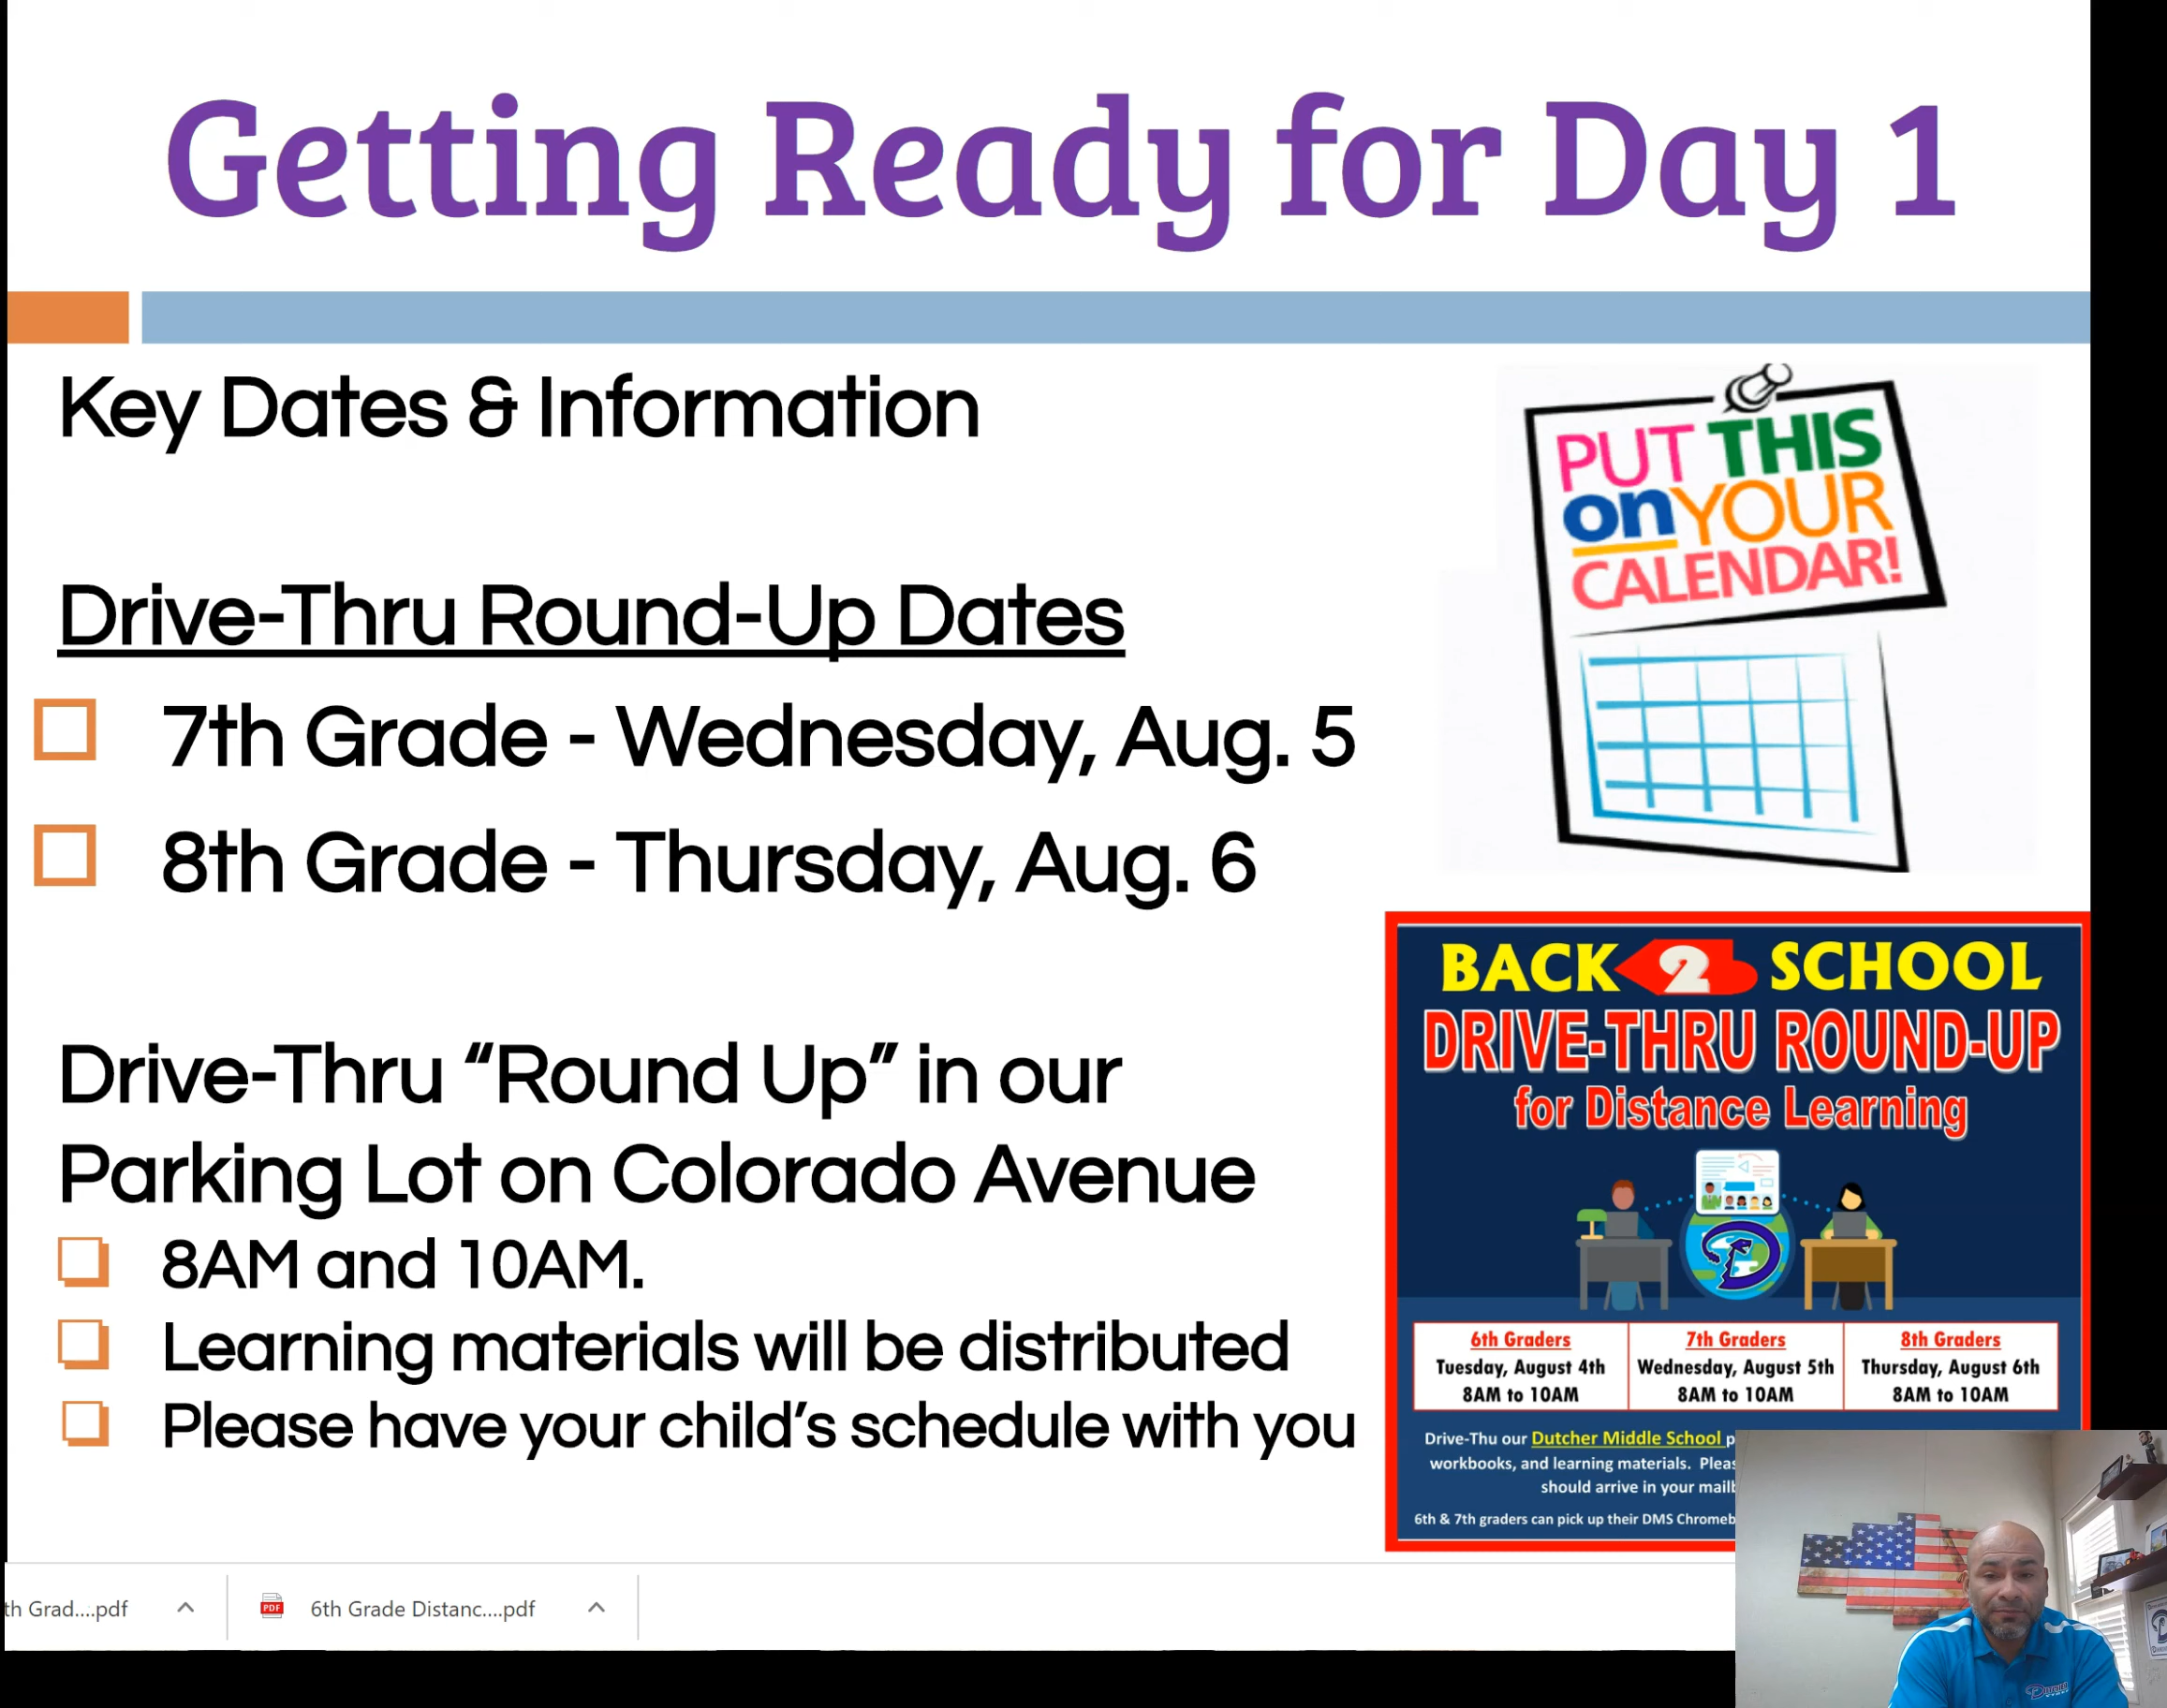 Getting Ready for Day 1
Key Dates & Information
Drive-Thru Round-Up Dates
7th Grade - Wednesday, Aug. 5
8th Grade - Thursday, Aug. 6
Drive-Thru “Round Up” in our
Parking Lot on Colorado Avenue
8AM and 10AM.
Learning materials will be distributed
Please have your child’s schedule with you
PUT THIS
on YOUR
CALENDAR!
BACK 2 SCHOOL
DRIVE-THRU ROUND-UP
for Distance Learning
6th Graders
Tuesday, August 4th
8AM to 10AM
7th Graders
Wednesday, August 5th
8AM to 10AM
8th Graders
Thursday, August 6th
8AM to 10AM
Drive-Thu our Dutcher Middle School
workbooks, and learning materials.
should arrive in your
6th & 7th graders can pick up their DMS
th Grad....pdf
PDF
6th Grade Distanc....pdf